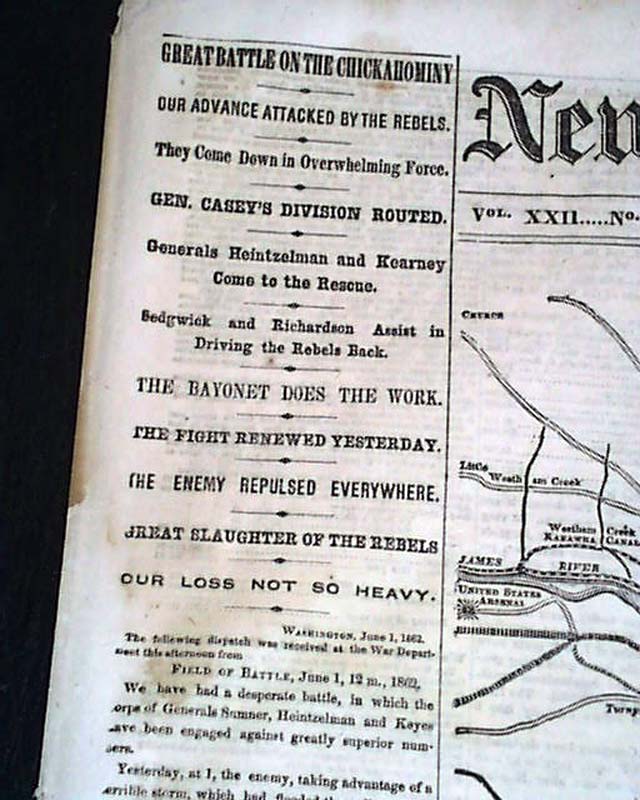 GREAT BATTLE ON THE CHICKAHOMINY
OUR ADVANCE ATTACKED BY THE REBELS.
They Come Down in Overwhelming Force.
GEN. CASEY'S DIVISION ROUTED.
Generals Heintzelman and Kearney
Come to the Rescue.
Sedgwick and Richardson Assist in
Driving the Rebels Back.
THE BAYONET DOES THE WORK.
THE FIGHT RENEWED YESTERDAY.
THE ENEMY REPULSED EVERYWHERE.
GREAT SLAUGHTER OF THE REBELS
OUR LOSS NOT SO HEAVY.
WASHINGTON, June 1, 1862.
The following dispatch was received at the War Depart-
ment this afternoon from
FIELD OF BATTLE, June 1, 12 m., 1862.
We have had a desperate battle, in which the
corps of Generals Sumner, Heintzelman and Keyes
have been engaged against greatly superior num-
bers.
Yesterday, at 1, the enemy, taking advantage of a
terrible storm, which had flooded
New
VOL. XXII.....No.
CHURCH
Little
Westham Creek
Westham Creek
KANAWHA CANAL
JAMES RIVER
UNITED STATES
ARSENAL
Turnp